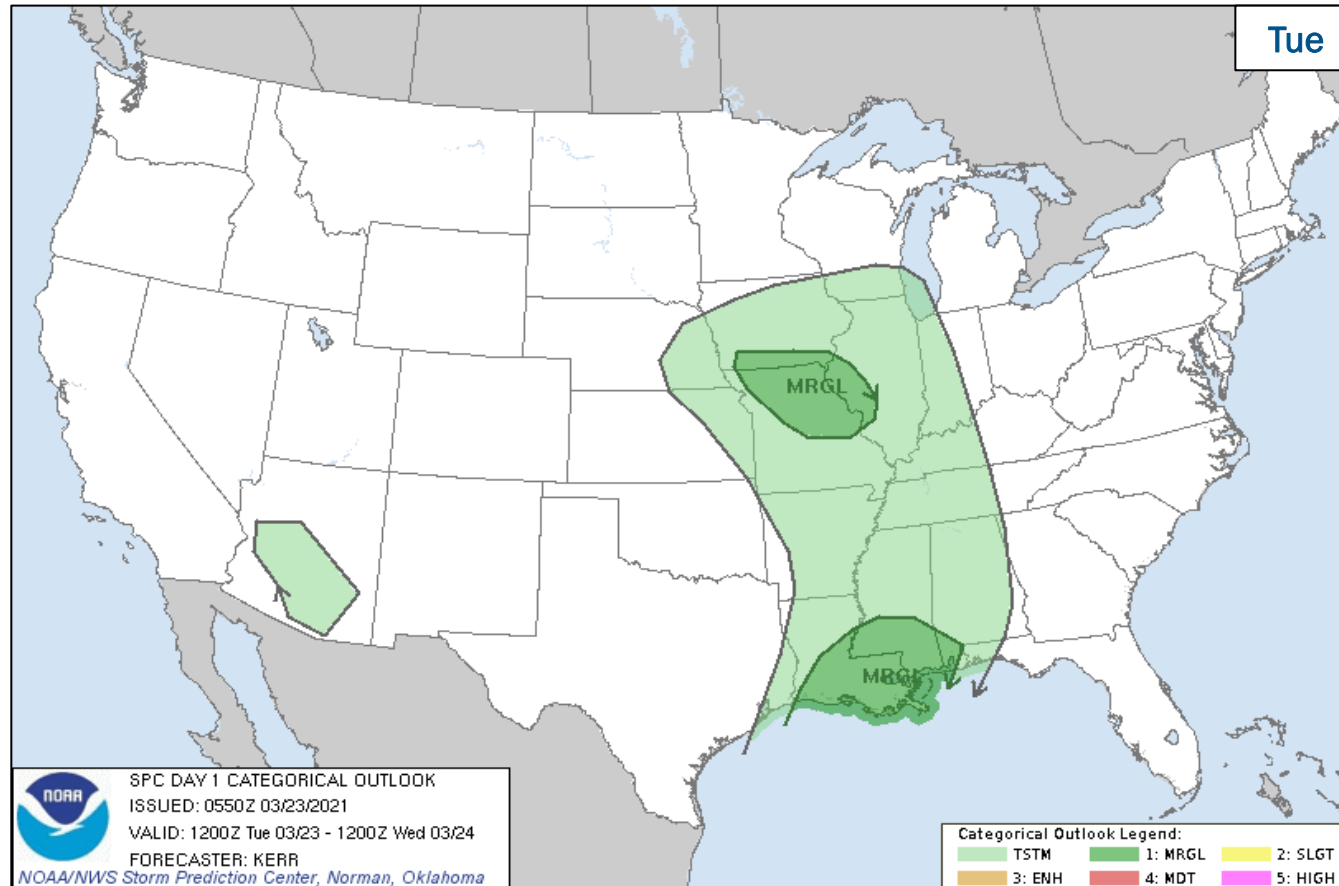 Tue
MRGL
MRGL
NOAA
SPC DAY 1 CATEGORICAL OUTLOOK
ISSUED: 0550Z 03/23/2021
VALID: 1200Z Tue 03/23 - 1200Z Wed 03/24
FORECASTER: KERR
NOAA/NWS Storm Prediction Center, Norman, Oklahoma
Categorical Outlook Legend:
TSTM 1: MRGL 2: SLGT
3: ENH 4: MDT 5: HIGH